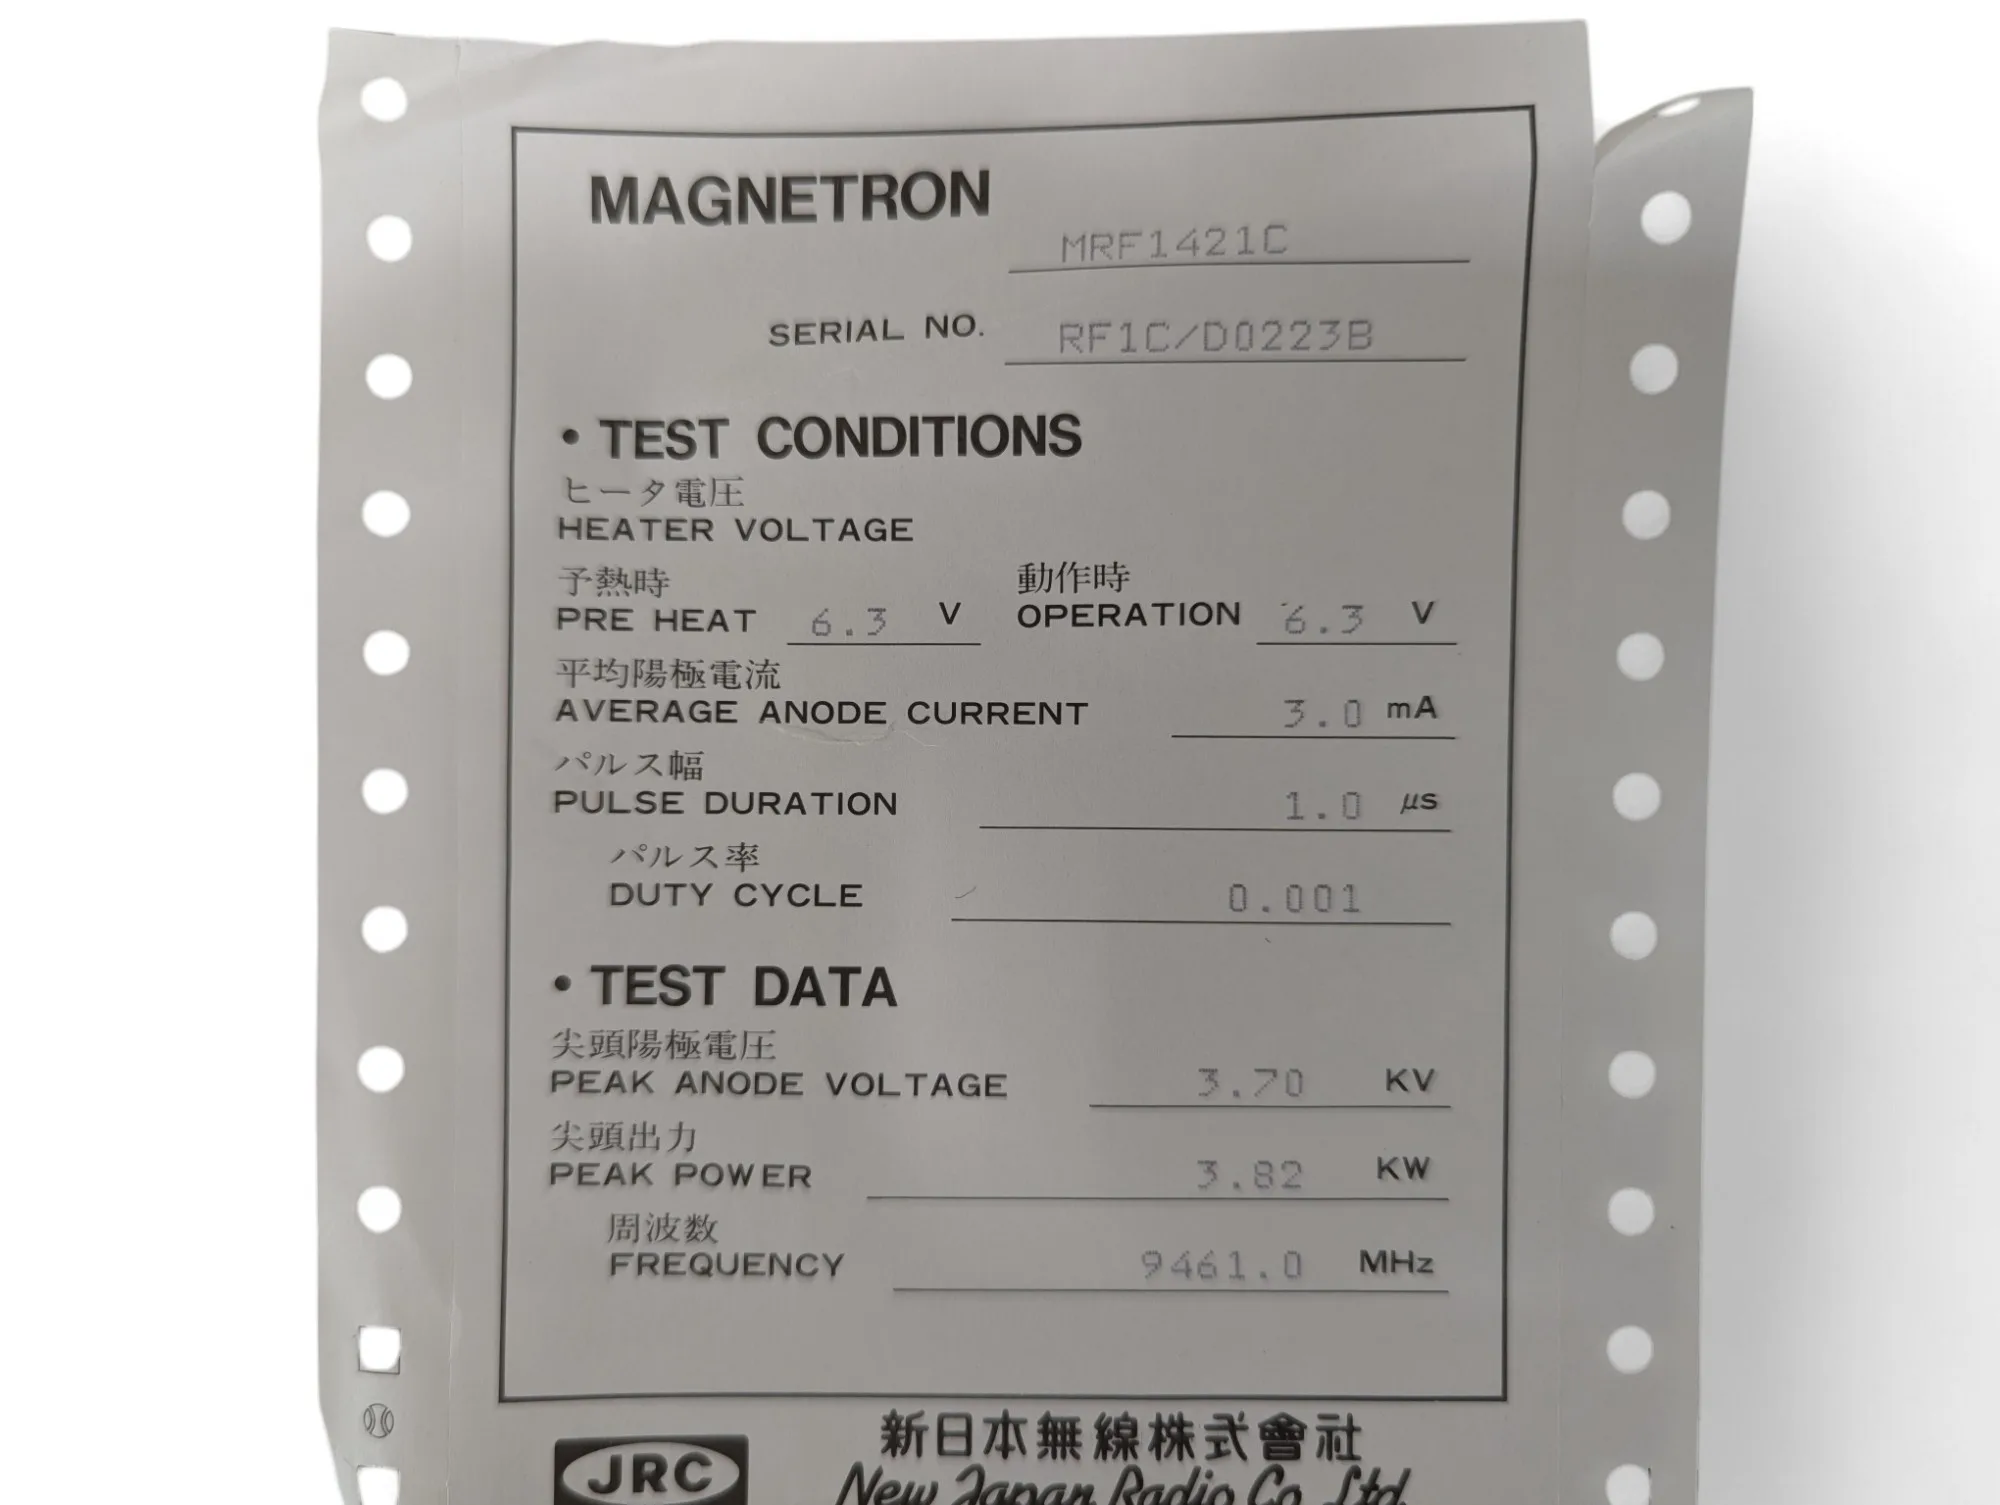 MAGNETRON
MRF1421C
SERIAL NO. RF1C/D0223B
• TEST CONDITIONS
ヒータ電圧
HEATER VOLTAGE
予熱時 動作時
PRE HEAT 6.3 V OPERATION 6.3 V
平均陽極電流
AVERAGE ANODE CURRENT 3.0 mA
パルス幅
PULSE DURATION 1.0 μs
パルス率
DUTY CYCLE 0.001
• TEST DATA
尖頭陽極電圧
PEAK ANODE VOLTAGE 3.70 KV
尖頭出力
PEAK POWER 3.82 KW
周波数
FREQUENCY 9461.0 MHz
新日本無線株式會社
JRC New Japan Radio Co. Ltd.